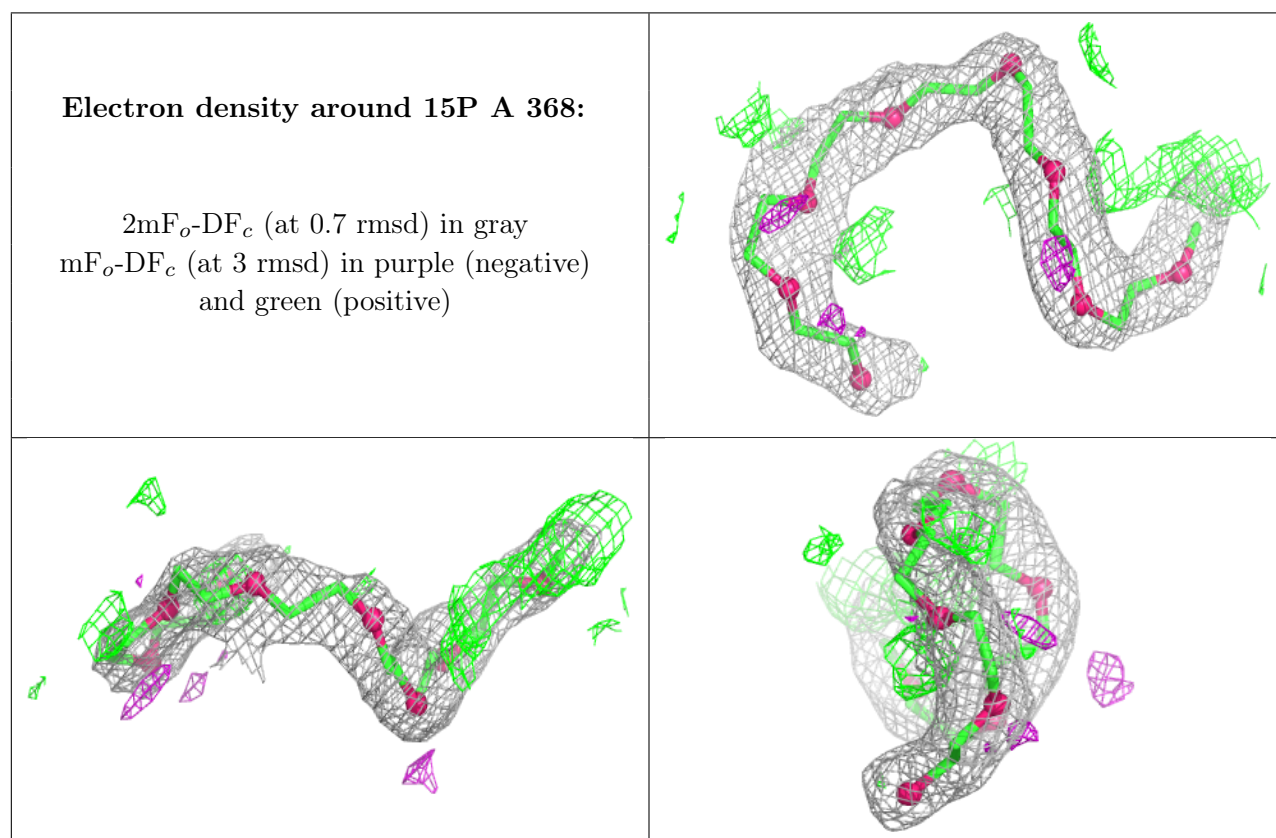 Electron density around 15P A 368:
2mFₒ-DF𝒸 (at 0.7 rmsd) in gray
mFₒ-DF𝒸 (at 3 rmsd) in purple (negative)
and green (positive)